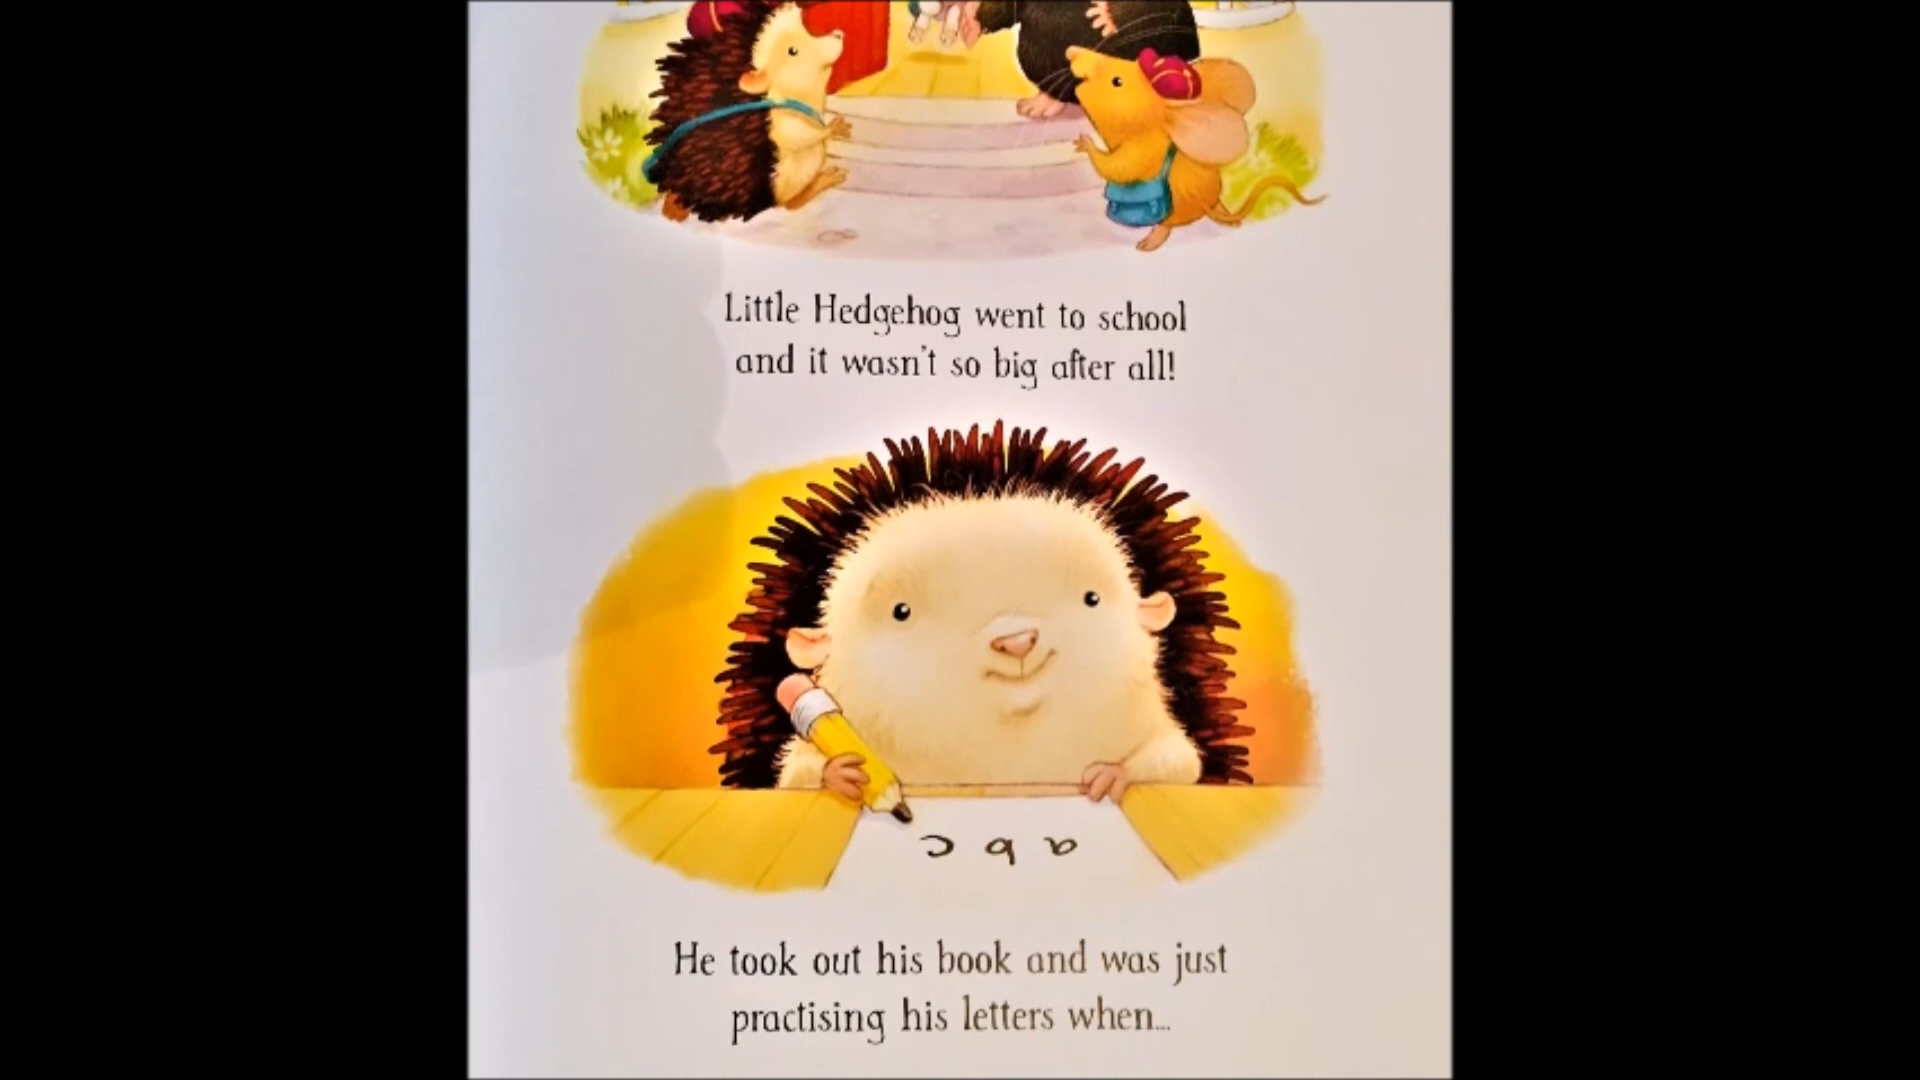 Little Hedgehog went to school
and it wasn't so big after all!
a b c
He took out his book and was just
practising his letters when...